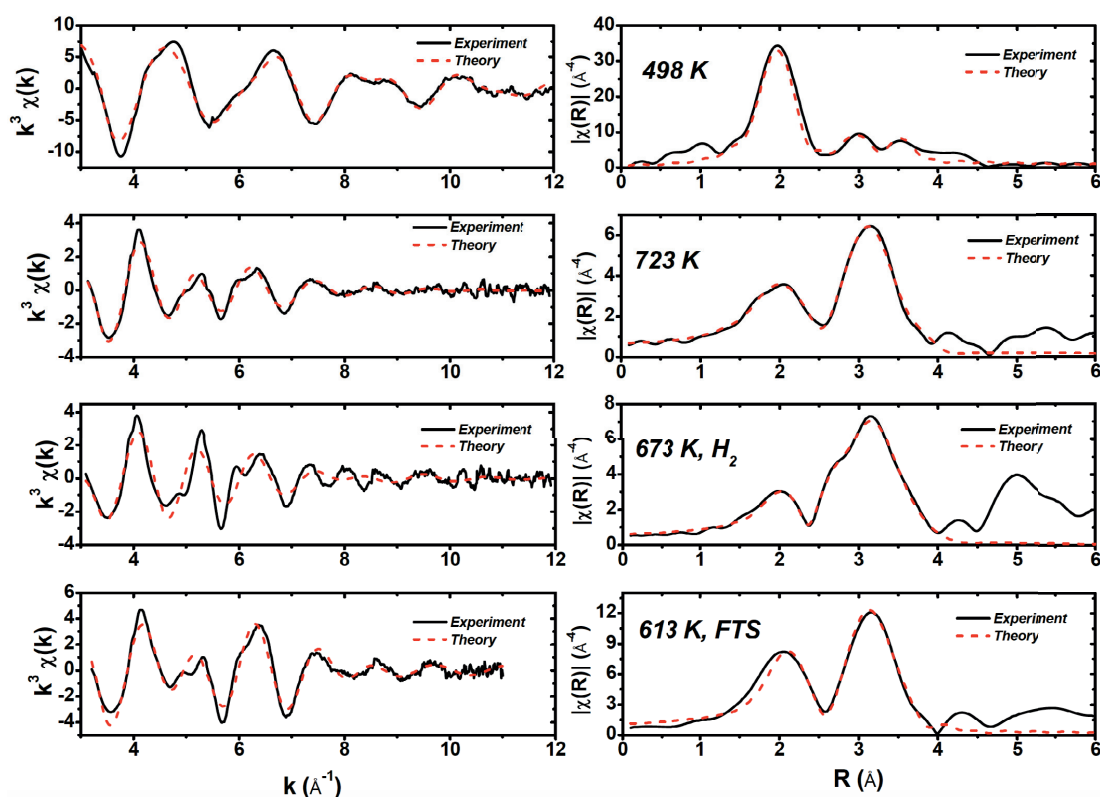 10
5
0
-5
-10
k³ χ(k)
Experiment
Theory
4 6 8 10 12
40
30
20
10
0
|χ(R)| (Å⁻⁴)
498 K
Experiment
Theory
0 1 2 3 4 5 6
4
2
0
-2
-4
k³ χ(k)
Experiment
Theory
4 6 8 10 12
6
4
2
0
|χ(R)| (Å⁻⁴)
723 K
Experiment
Theory
0 1 2 3 4 5 6
4
2
0
-2
-4
k³ χ(k)
Experiment
Theory
4 6 8 10 12
8
6
4
2
0
|χ(R)| (Å⁻⁴)
673 K, H₂
Experiment
Theory
0 1 2 3 4 5 6
6
4
2
0
-2
-4
k³ χ(k)
Experiment
Theory
4 6 8 10 12
k (Å⁻¹)
12
9
6
3
0
|χ(R)| (Å⁻⁴)
613 K, FTS
Experiment
Theory
0 1 2 3 4 5 6
R (Å)